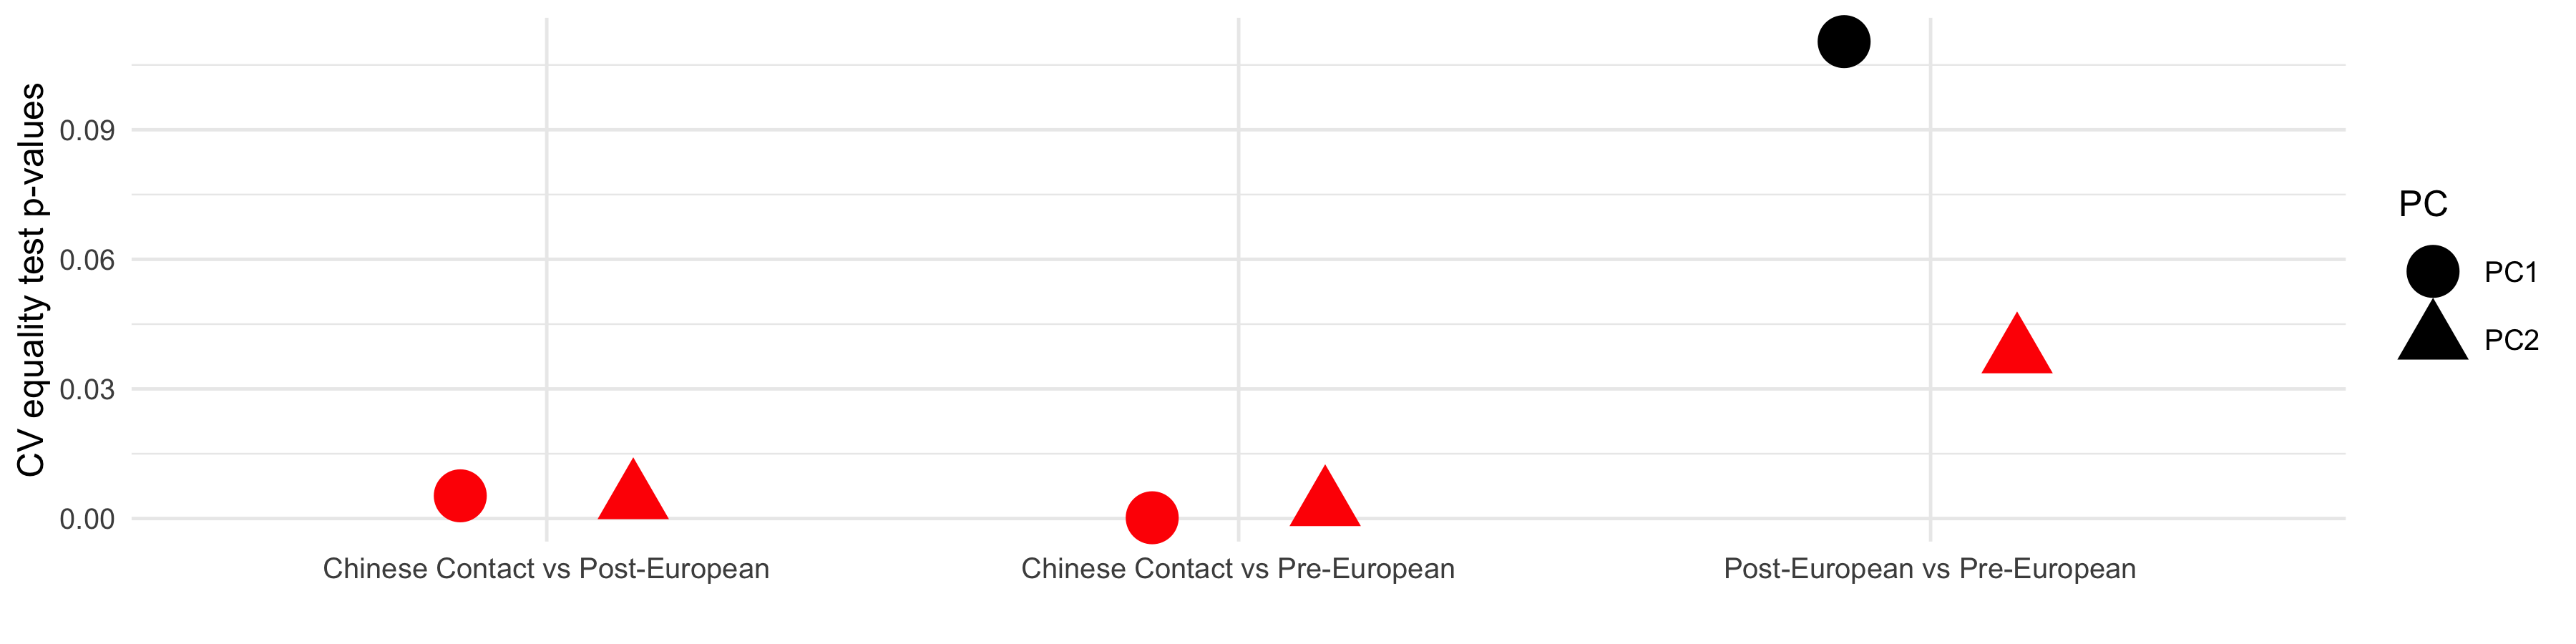 CV equality test p-values
0.09
0.06
0.03
0.00
Chinese Contact vs Post-European
Chinese Contact vs Pre-European
Post-European vs Pre-European
PC
PC1
PC2